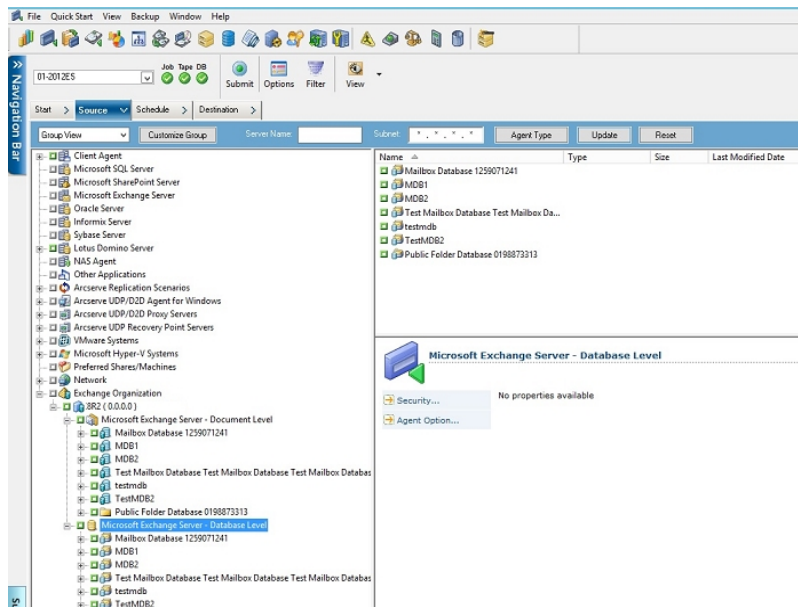 File Quick Start View Backup Window Help
01-2012ES
Job Tape DB
Submit Options Filter View
Start > Source Schedule > Destination >
Group View Customize Group Server Name: Subnet: * . * . * . * Agent Type Update Reset
Navigation Bar
Client Agent
Microsoft SQL Server
Microsoft SharePoint Server
Microsoft Exchange Server
Oracle Server
Informix Server
Sybase Server
Lotus Domino Server
NAS Agent
Other Applications
Arcserve Replication Scenarios
Arcserve UDP/D2D Agent for Windows
Arcserve UDP/D2D Proxy Servers
Arcserve UDP Recovery Point Servers
VMware Systems
Microsoft Hyper-V Systems
Preferred Shares/Machines
Network
Exchange Organization
8R2 ( 0.0.0.0 )
Microsoft Exchange Server - Document Level
Mailbox Database 1259071241
MDB1
MDB2
Test Mailbox Database Test Mailbox Database Test Mailbox Databas
testmdb
TestMDB2
Public Folder Database 0198873313
Microsoft Exchange Server - Database Level
Mailbox Database 1259071241
MDB1
MDB2
Test Mailbox Database Test Mailbox Database Test Mailbox Databas
testmdb
TestMDB2
Name Type Size Last Modified Date
Mailbox Database 1259071241
MDB1
MDB2
Test Mailbox Database Test Mailbox Da...
testmdb
TestMDB2
Public Folder Database 0198873313
Microsoft Exchange Server - Database Level
Security...
No properties available
Agent Option...